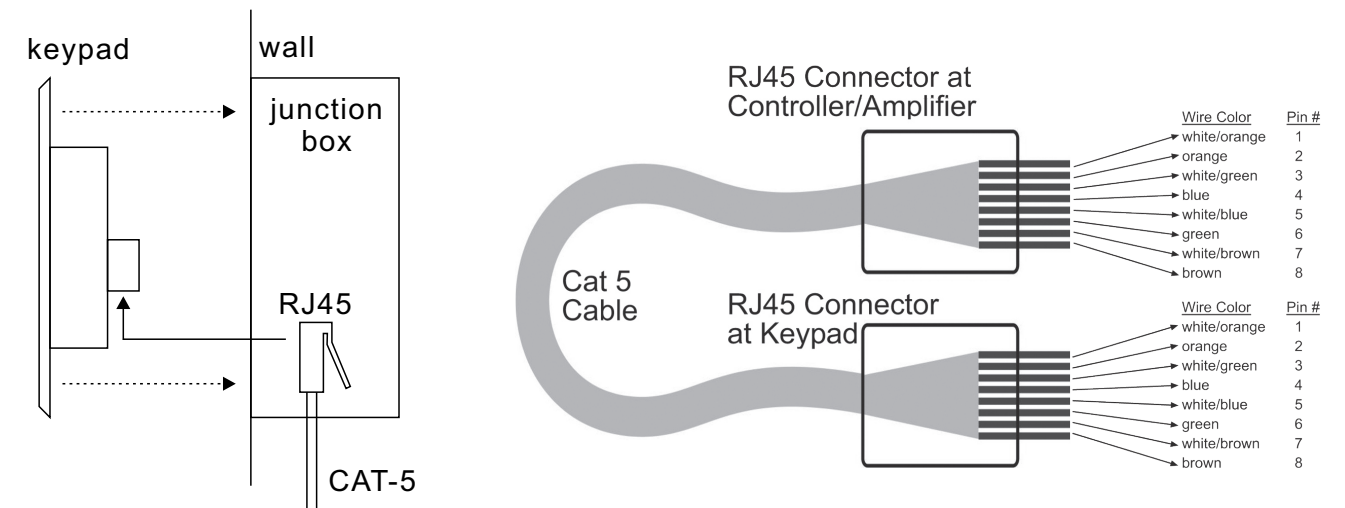 keypad
wall
junction
box
RJ45
CAT-5
RJ45 Connector at
Controller/Amplifier
Wire Color Pin #
white/orange 1
orange 2
white/green 3
blue 4
white/blue 5
green 6
white/brown 7
brown 8
Cat 5
Cable
RJ45 Connector
at Keypad
Wire Color Pin #
white/orange 1
orange 2
white/green 3
blue 4
white/blue 5
green 6
white/brown 7
brown 8